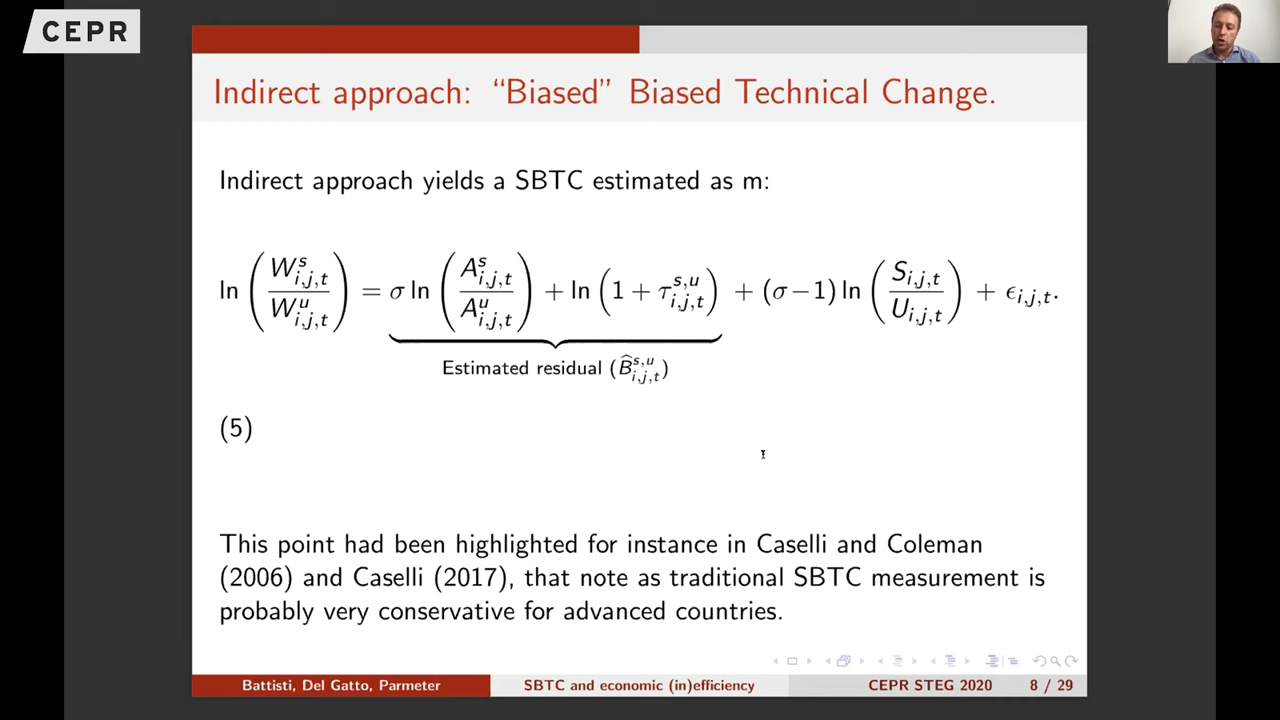 CEPR
Indirect approach: “Biased” Biased Technical Change.
Indirect approach yields a SBTC estimated as m:
ln(W^s_{i,j,t} / W^u_{i,j,t}) = σ ln(A^s_{i,j,t} / A^u_{i,j,t}) + ln(1 + τ^{s,u}_{i,j,t}) + (σ−1) ln(S_{i,j,t} / U_{i,j,t}) + ϵ_{i,j,t}.
Estimated residual (B̂^{s,u}_{i,j,t})
(5)
This point had been highlighted for instance in Caselli and Coleman
(2006) and Caselli (2017), that note as traditional SBTC measurement is
probably very conservative for advanced countries.
Battisti, Del Gatto, Parmeter SBTC and economic (in)efficiency CEPR STEG 2020 8 / 29